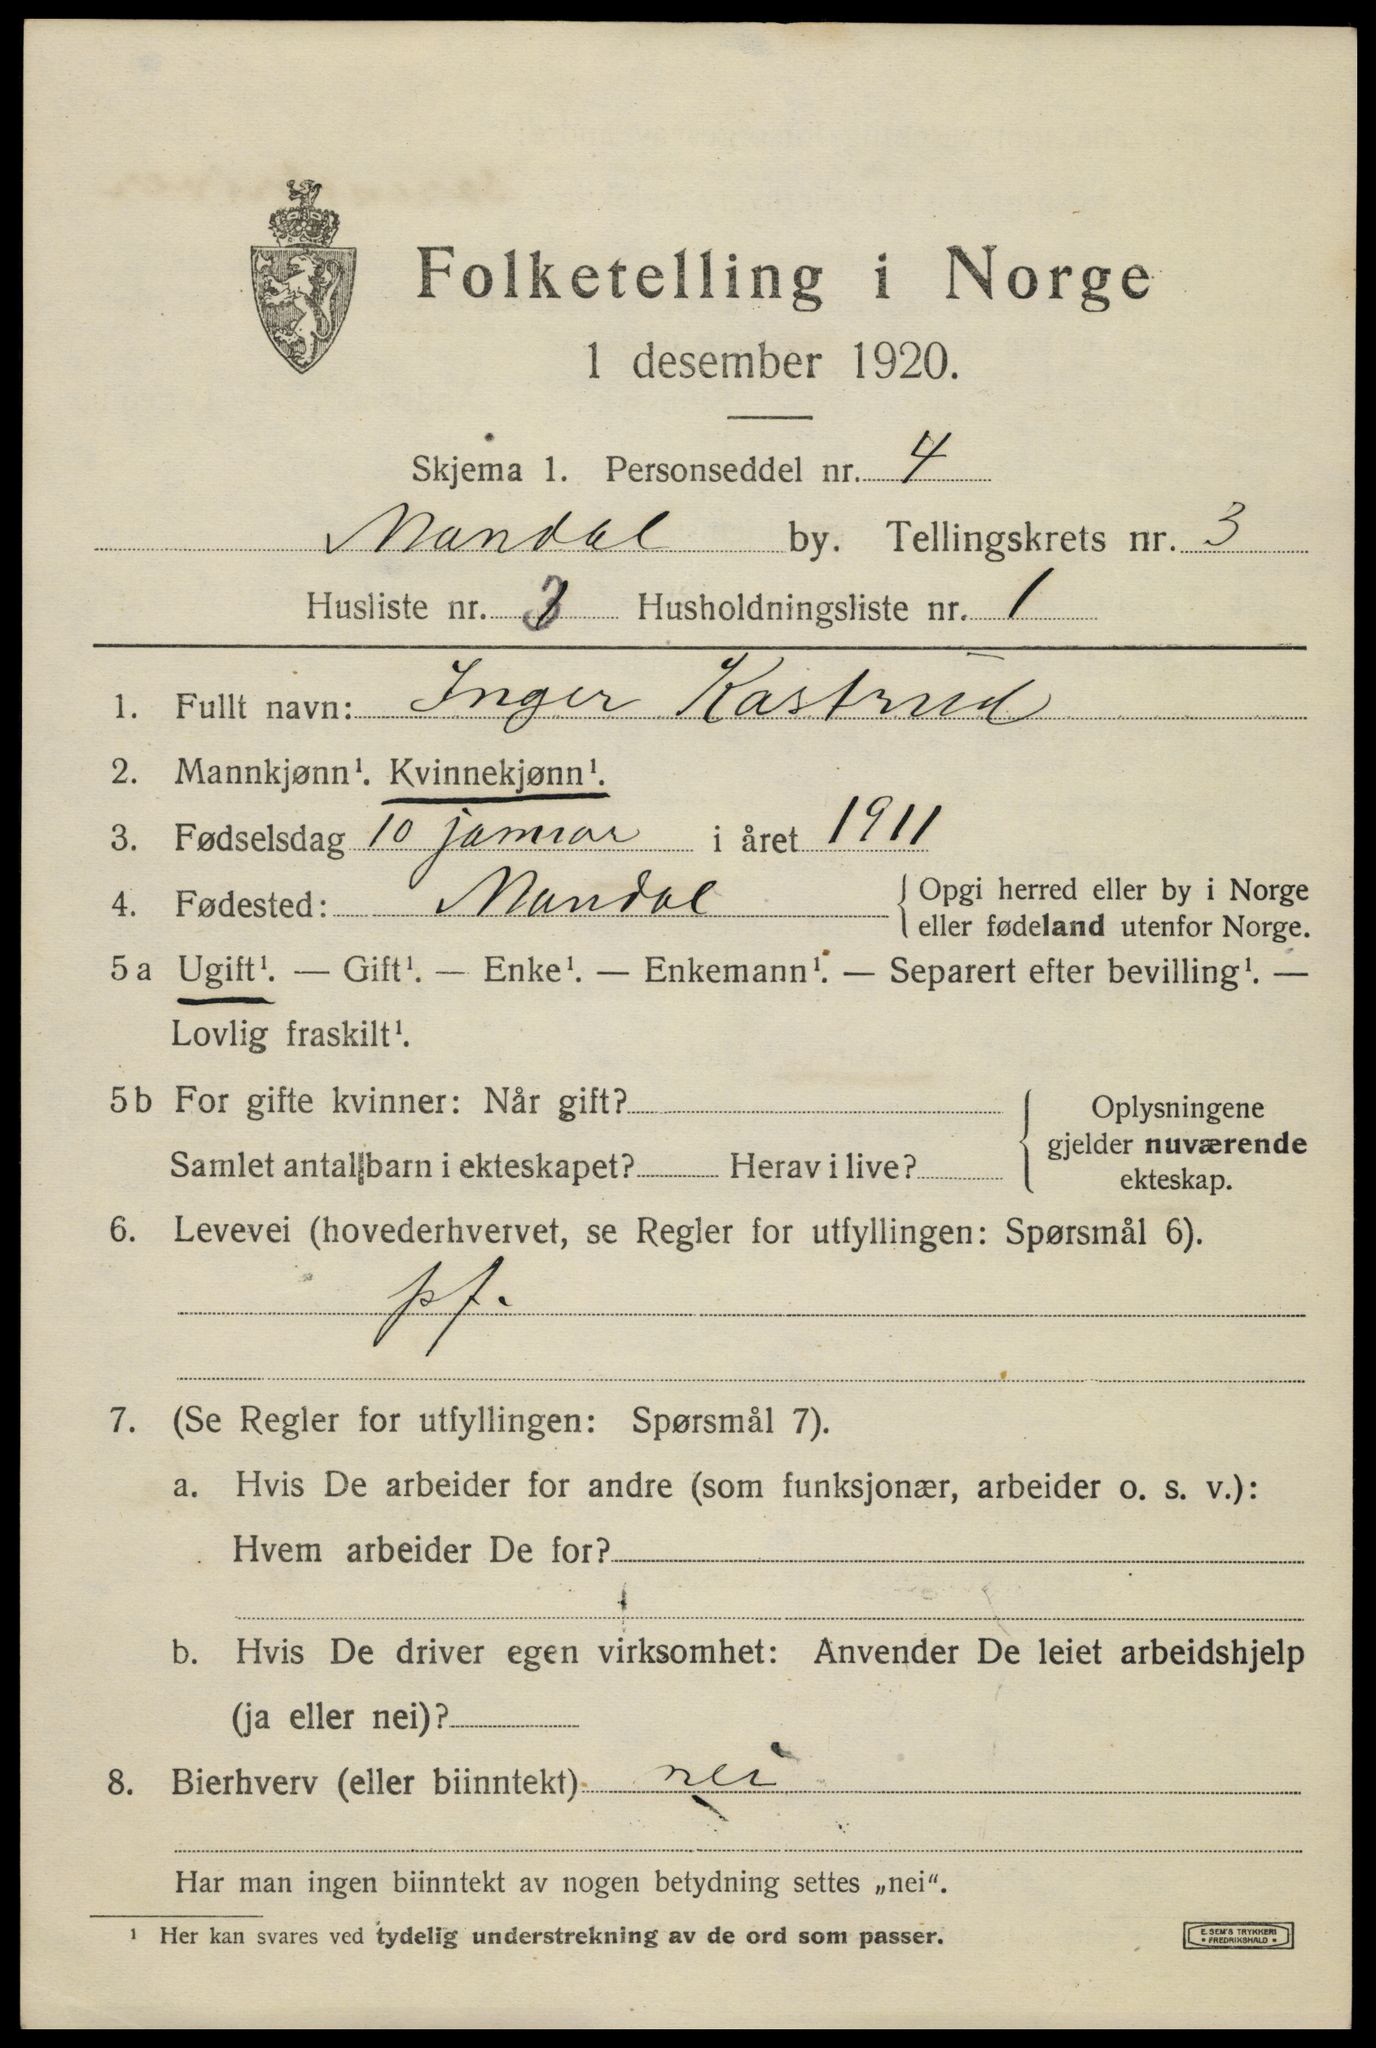 Folketelling i Norge
1 desember 1920.
Skjema 1. Personseddel nr. 4
Mandal by. Tellingskrets nr. 3
Husliste nr. 3 Husholdningsliste nr. 1
1. Fullt navn: Inger Kastrud
2. Mannkjønn¹. Kvinnekjønn¹.
3. Fødselsdag 10 januar i året 1911
4. Fødested: Mandal { Opgi herred eller by i Norge
eller fødeland utenfor Norge.
5 a Ugift¹. — Gift¹. — Enke¹. — Enkemann¹. — Separert efter bevilling¹. —
Lovlig fraskilt¹.
5 b For gifte kvinner: Når gift?
Samlet antall barn i ekteskapet? Herav i live?
{ Oplysningene
gjelder nuværende
ekteskap.
6. Levevei (hovederhvervet, se Regler for utfyllingen: Spørsmål 6).
pf.
7. (Se Regler for utfyllingen: Spørsmål 7).
a. Hvis De arbeider for andre (som funksjonær, arbeider o. s. v.):
Hvem arbeider De for?
b. Hvis De driver egen virksomhet: Anvender De leiet arbeidshjelp
(ja eller nei)?
8. Bierhverv (eller biinntekt) nei
Har man ingen biinntekt av nogen betydning settes „nei“.
¹ Her kan svares ved tydelig understrekning av de ord som passer.
E. SEM'S TRYKKERI
• FREDRIKSHALD •